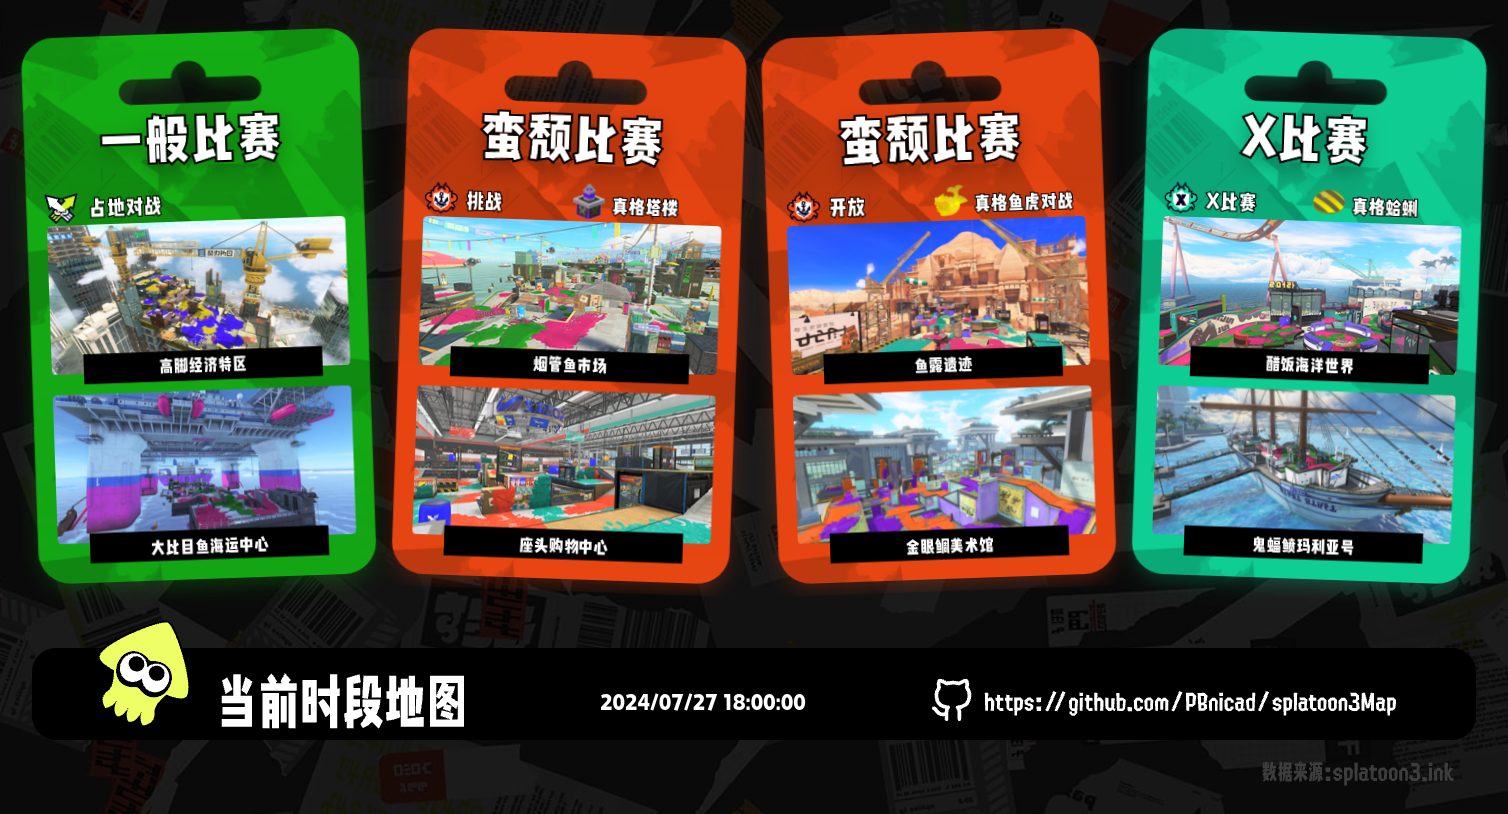 一般比赛
占地对战
高脚经济特区
大比目鱼海运中心
蛮颓比赛
挑战
真格塔楼
烟管鱼市场
座头购物中心
蛮颓比赛
开放
真格鱼虎对战
鱼露遗迹
金眼鲷美术馆
X比赛
X比赛
真格蛤蜊
醋饭海洋世界
鬼蝠鲼玛利亚号
当前时段地图
2024/07/27 18:00:00
https://github.com/PBnicad/splatoon3Map
数据来源:splatoon3.ink